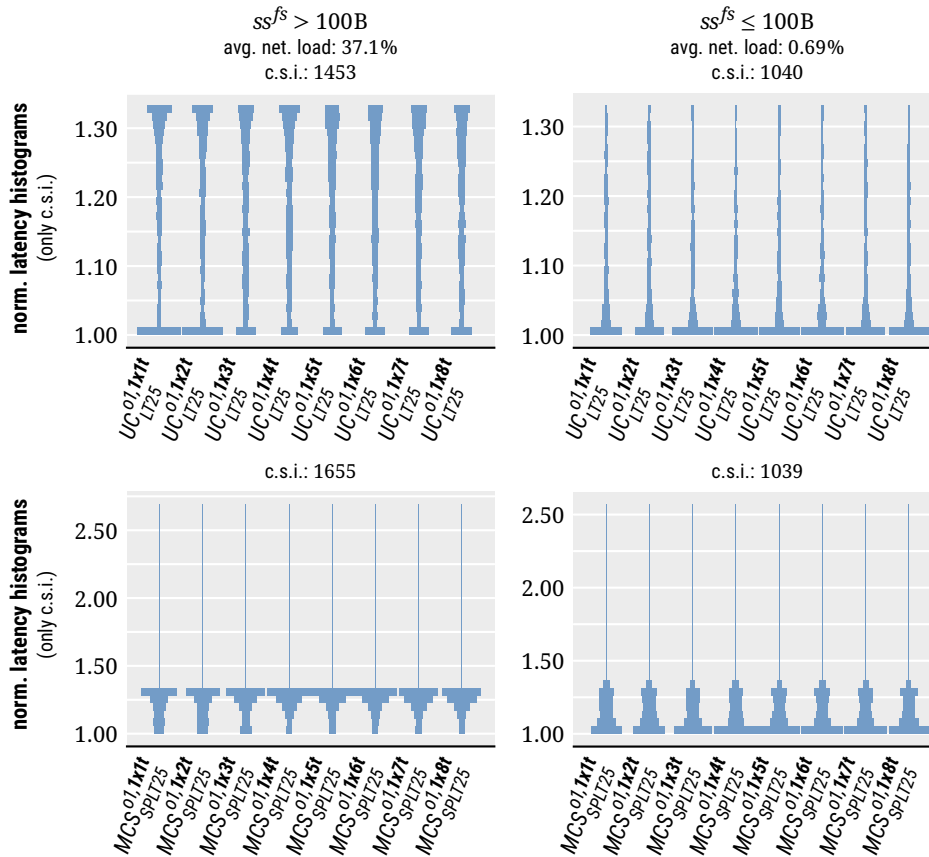 ss^fs > 100B
avg. net. load: 37.1%
c.s.i.: 1453
ss^fs ≤ 100B
avg. net. load: 0.69%
c.s.i.: 1040
norm. latency histograms
(only c.s.i.)
1.30
1.20
1.10
1.00
UC^o1,1x1t_LT25
UC^o1,1x2t_LT25
UC^o1,1x3t_LT25
UC^o1,1x4t_LT25
UC^o1,1x5t_LT25
UC^o1,1x6t_LT25
UC^o1,1x7t_LT25
UC^o1,1x8t_LT25
1.30
1.20
1.10
1.00
UC^o1,1x1t_LT25
UC^o1,1x2t_LT25
UC^o1,1x3t_LT25
UC^o1,1x4t_LT25
UC^o1,1x5t_LT25
UC^o1,1x6t_LT25
UC^o1,1x7t_LT25
UC^o1,1x8t_LT25
c.s.i.: 1655
c.s.i.: 1039
norm. latency histograms
(only c.s.i.)
2.50
2.00
1.50
1.00
MCS^o1,1x1t_SPLT25
MCS^o1,1x2t_SPLT25
MCS^o1,1x3t_SPLT25
MCS^o1,1x4t_SPLT25
MCS^o1,1x5t_SPLT25
MCS^o1,1x6t_SPLT25
MCS^o1,1x7t_SPLT25
MCS^o1,1x8t_SPLT25
2.50
2.00
1.50
1.00
MCS^o1,1x1t_SPLT25
MCS^o1,1x2t_SPLT25
MCS^o1,1x3t_SPLT25
MCS^o1,1x4t_SPLT25
MCS^o1,1x5t_SPLT25
MCS^o1,1x6t_SPLT25
MCS^o1,1x7t_SPLT25
MCS^o1,1x8t_SPLT25